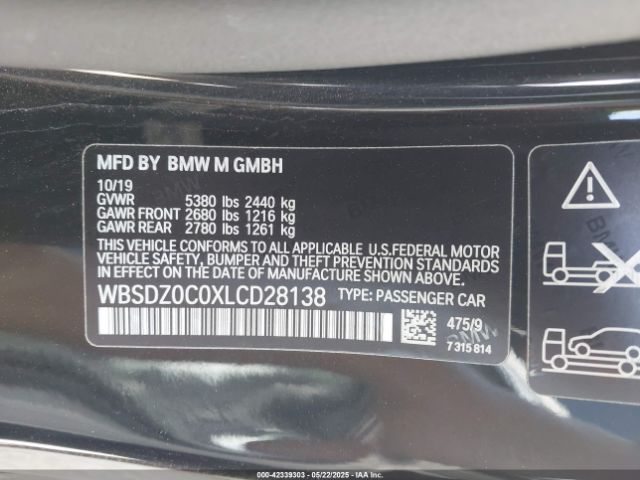 MFD BY BMW M GMBH
10/19
GVWR 5380 lbs 2440 kg
GAWR FRONT 2680 lbs 1216 kg
GAWR REAR 2780 lbs 1261 kg
THIS VEHICLE CONFORMS TO ALL APPLICABLE U.S.FEDERAL MOTOR
VEHICLE SAFETY, BUMPER AND THEFT PREVENTION STANDARDS
IN EFFECT ON THE DATE OF MANUFACTURE SHOWN ABOVE.
WBSDZ0C0XLCD28138 TYPE: PASSENGER CAR
475/9
7 315 814
BMW
000-42339303 - 05/22/2025 - © IAA Holdings, LLC